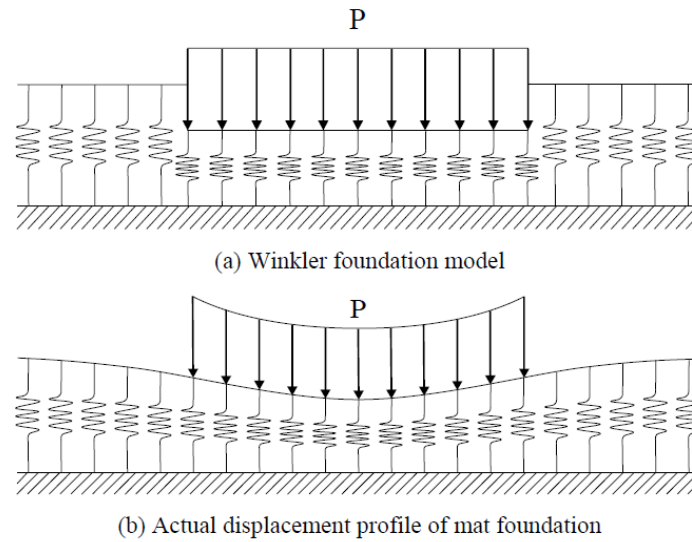 P
(a) Winkler foundation model
P
(b) Actual displacement profile of mat foundation